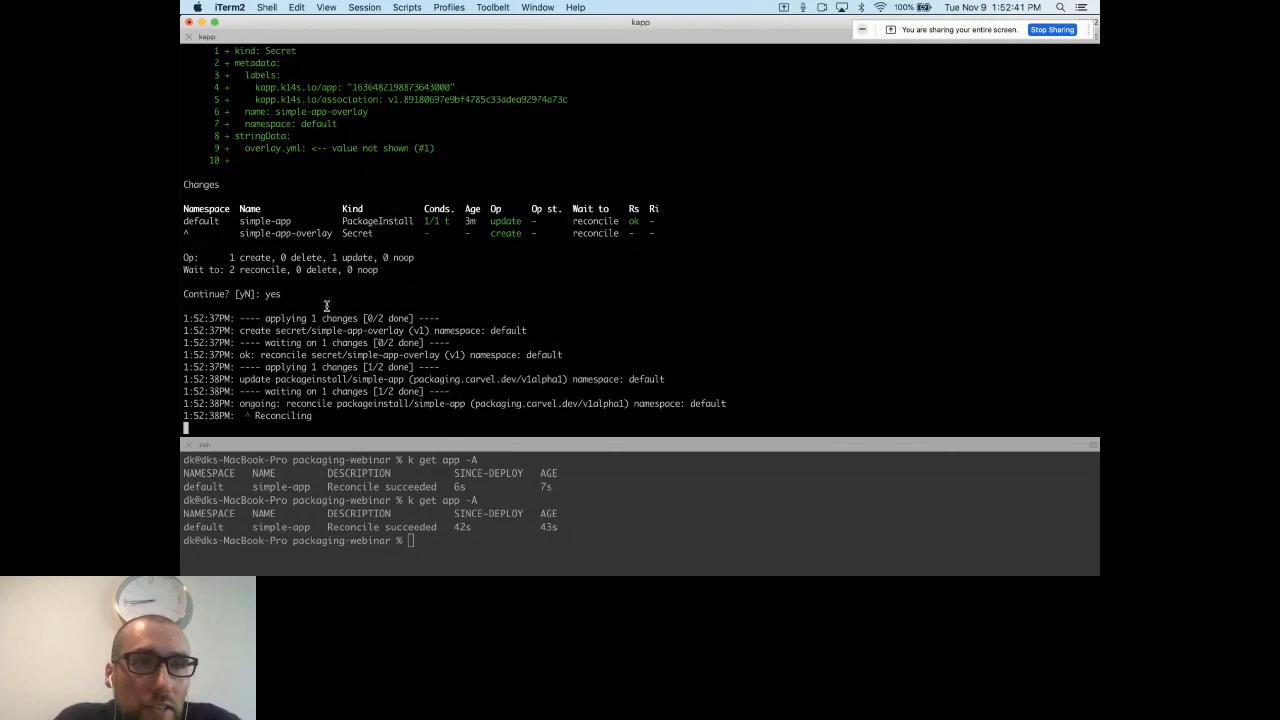 iTerm2 Shell Edit View Session Scripts Profiles Toolbelt Window Help 100% Tue Nov 9 1:52:41 PM
kapp
You are sharing your entire screen. Stop Sharing
kapp
1 + kind: Secret
2 + metadata:
3 + labels:
4 + kapp.k14s.io/app: "1636482198873643000"
5 + kapp.k14s.io/association: v1.89180697e9bf4785c33adea92974a73c
6 + name: simple-app-overlay
7 + namespace: default
8 + stringData:
9 + overlay.yml: <-- value not shown (#1)
10 +
Changes
Namespace Name Kind Conds. Age Op Op st. Wait to Rs Ri
default simple-app PackageInstall 1/1 t 3m update - reconcile ok -
^ simple-app-overlay Secret - - create - reconcile - -
Op: 1 create, 0 delete, 1 update, 0 noop
Wait to: 2 reconcile, 0 delete, 0 noop
Continue? [yN]: yes
1:52:37PM: ---- applying 1 changes [0/2 done] ----
1:52:37PM: create secret/simple-app-overlay (v1) namespace: default
1:52:37PM: ---- waiting on 1 changes [0/2 done] ----
1:52:37PM: ok: reconcile secret/simple-app-overlay (v1) namespace: default
1:52:37PM: ---- applying 1 changes [1/2 done] ----
1:52:38PM: update packageinstall/simple-app (packaging.carvel.dev/v1alpha1) namespace: default
1:52:38PM: ---- waiting on 1 changes [1/2 done] ----
1:52:38PM: ongoing: reconcile packageinstall/simple-app (packaging.carvel.dev/v1alpha1) namespace: default
1:52:38PM: ^ Reconciling
zsh
dk@dks-MacBook-Pro packaging-webinar % k get app -A
NAMESPACE NAME DESCRIPTION SINCE-DEPLOY AGE
default simple-app Reconcile succeeded 6s 7s
dk@dks-MacBook-Pro packaging-webinar % k get app -A
NAMESPACE NAME DESCRIPTION SINCE-DEPLOY AGE
default simple-app Reconcile succeeded 42s 43s
dk@dks-MacBook-Pro packaging-webinar %